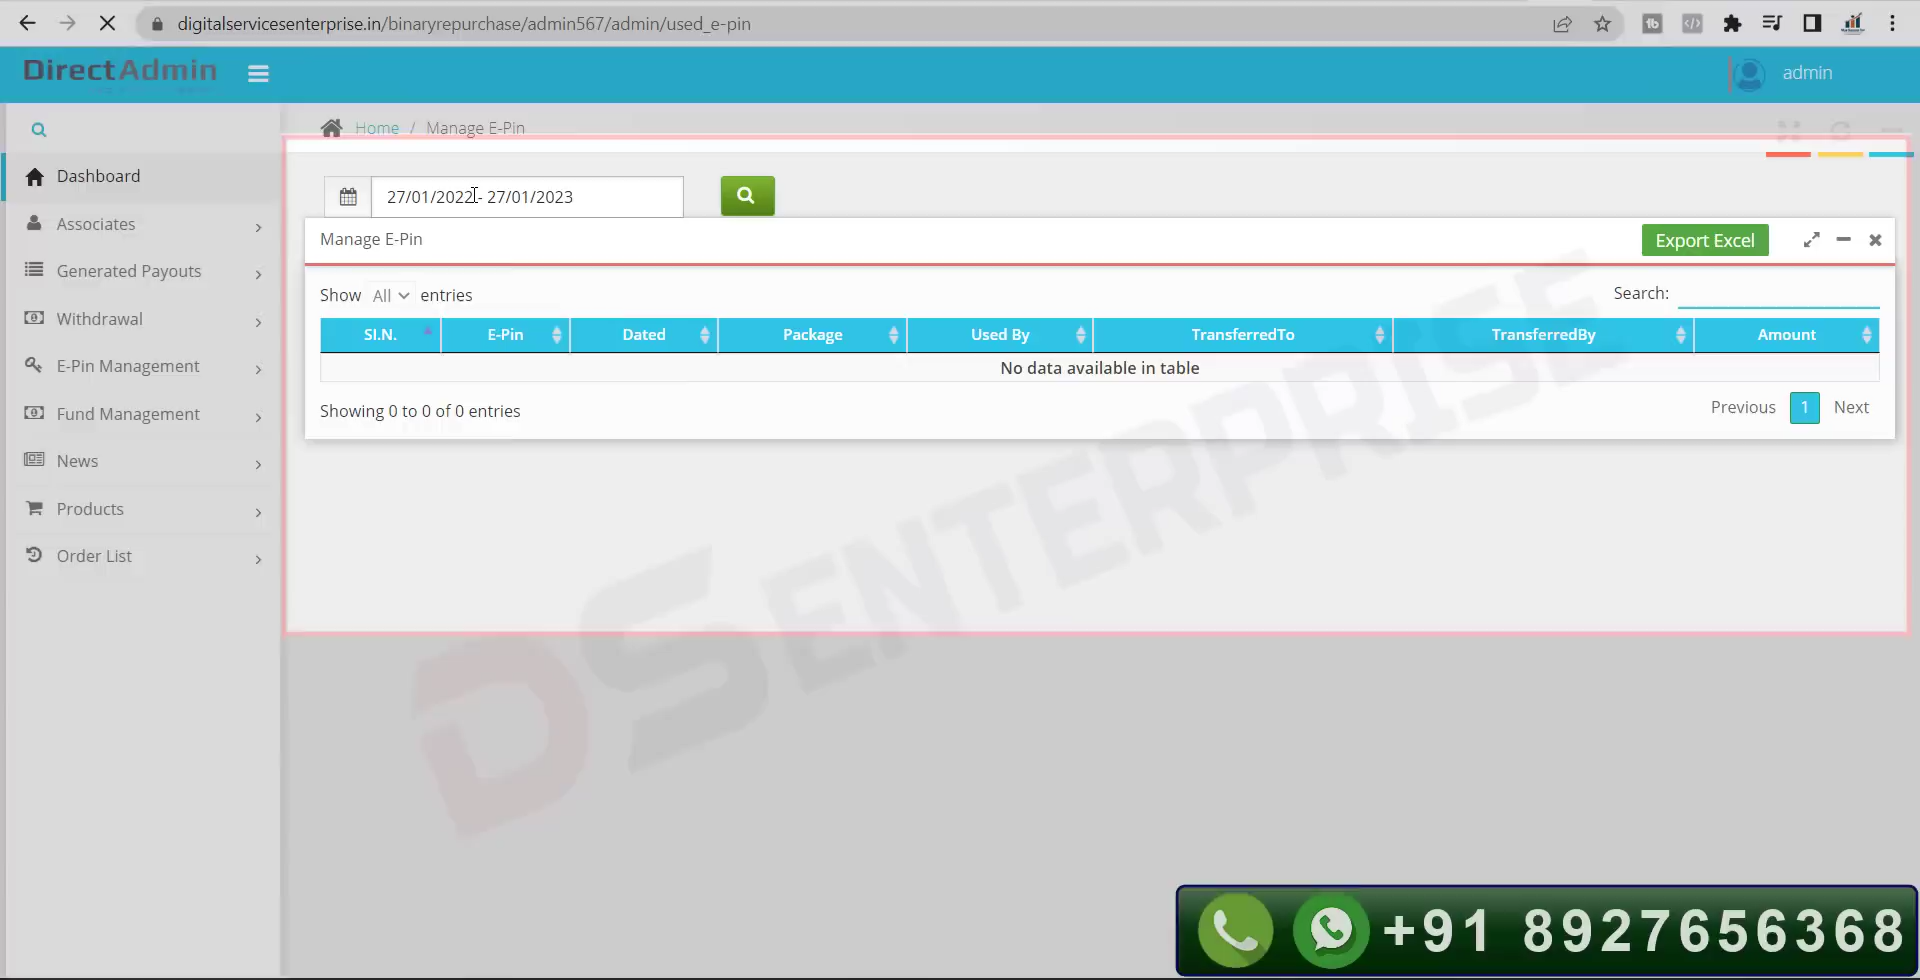 digitalservicesenterprise.in/binaryrepurchase/admin567/admin/used_e-pin
DirectAdmin
admin
Home / Manage E-Pin
Dashboard
Associates
Generated Payouts
Withdrawal
E-Pin Management
Fund Management
News
Products
Order List
27/01/2022 - 27/01/2023
Manage E-Pin
Export Excel
Show All entries
Search:
SI.N. E-Pin Dated Package Used By TransferredTo TransferredBy Amount
No data available in table
Showing 0 to 0 of 0 entries
Previous 1 Next
DS ENTERPRISE
+91 8927656368